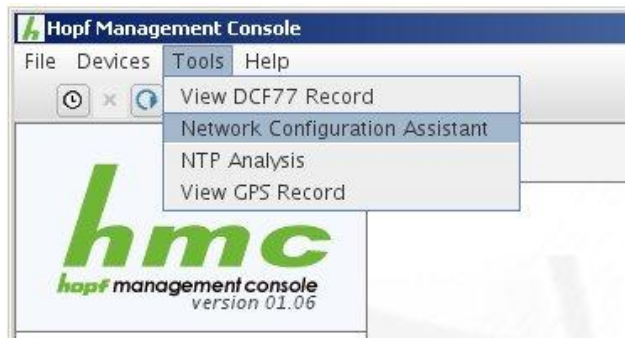 Hopf Management Console
File Devices Tools Help
View DCF77 Record
Network Configuration Assistant
NTP Analysis
View GPS Record
hmc
hopf management console
version 01.06